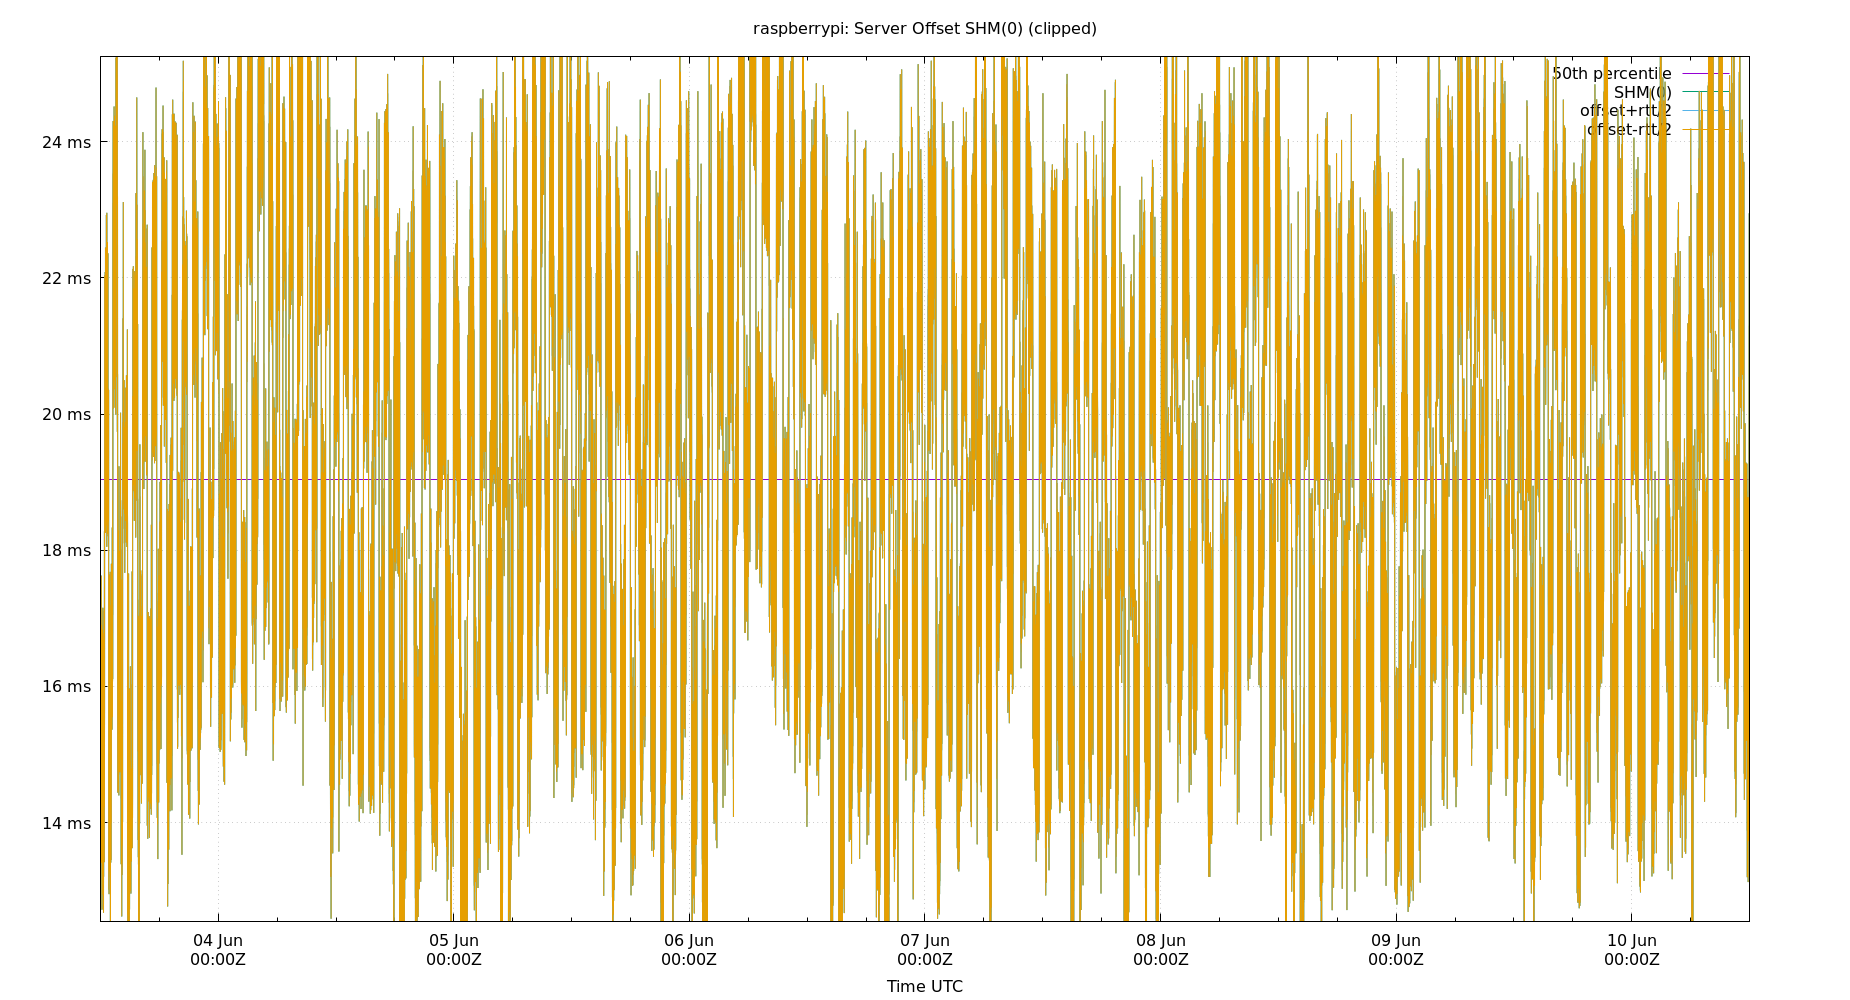 raspberrypi: Server Offset SHM(0) (clipped)
50th percentile
SHM(0)
offset+rtt/2
offset-rtt/2
24 ms
22 ms
20 ms
18 ms
16 ms
14 ms
04 Jun 05 Jun 06 Jun 07 Jun 08 Jun 09 Jun 10 Jun
00:00Z 00:00Z 00:00Z 00:00Z 00:00Z 00:00Z 00:00Z
Time UTC